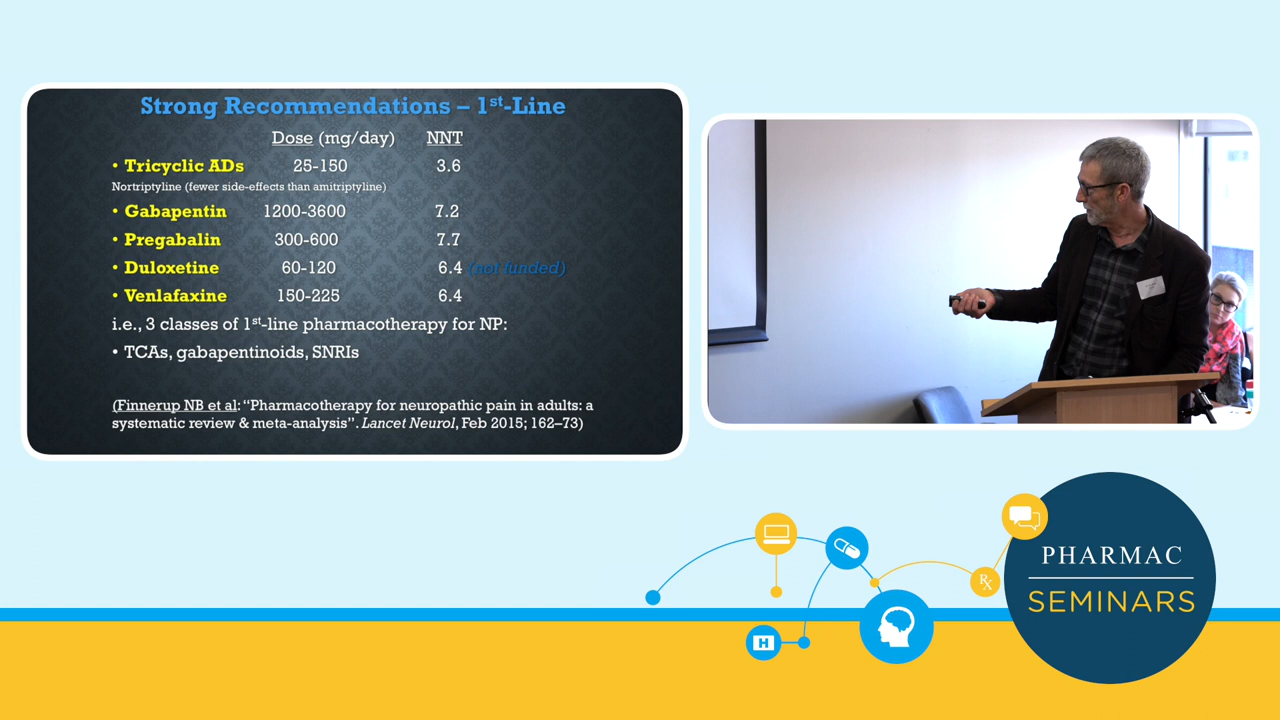 Strong Recommendations – 1st-Line
Dose (mg/day) NNT
• Tricyclic ADs 25-150 3.6
Nortriptyline (fewer side-effects than amitriptyline)
• Gabapentin 1200-3600 7.2
• Pregabalin 300-600 7.7
• Duloxetine 60-120 6.4 (not funded)
• Venlafaxine 150-225 6.4
i.e., 3 classes of 1st-line pharmacotherapy for NP:
• TCAs, gabapentinoids, SNRIs
(Finnerup NB et al: “Pharmacotherapy for neuropathic pain in adults: a
systematic review & meta-analysis”. Lancet Neurol, Feb 2015; 162–73)
Rx
H
PHARMAC
SEMINARS